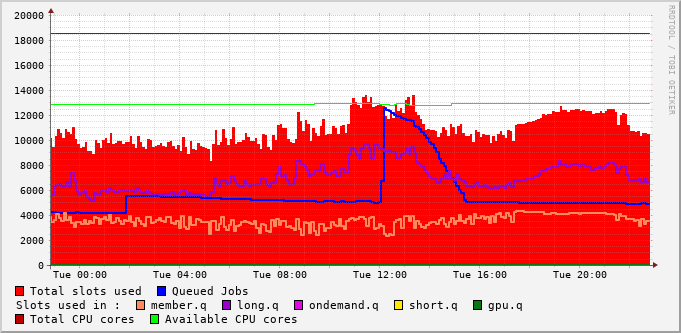 RRDTOOL / TOBI OETIKER
20000
18000
16000
14000
12000
10000
8000
6000
4000
2000
0
Tue 00:00 Tue 04:00 Tue 08:00 Tue 12:00 Tue 16:00 Tue 20:00
Total slots used Queued Jobs
Slots used in : member.q long.q ondemand.q short.q gpu.q
Total CPU cores Available CPU cores